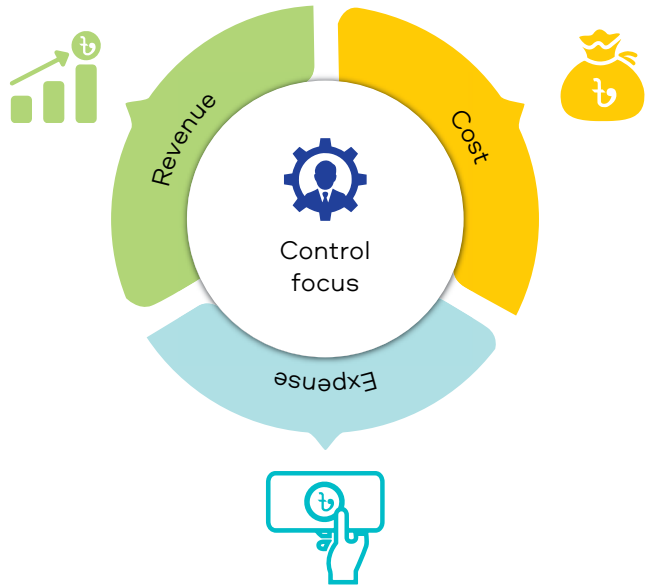 ৳
৳
Revenue
Cost
Control
focus
Expense
৳